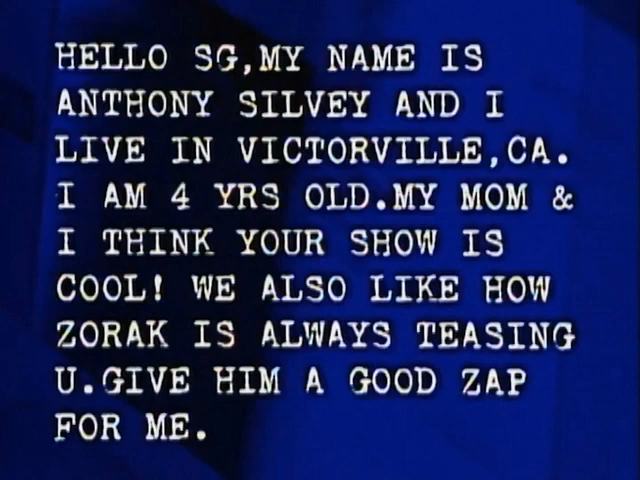 HELLO SG,MY NAME IS
ANTHONY SILVEY AND I
LIVE IN VICTORVILLE,CA.
I AM 4 YRS OLD.MY MOM &
I THINK YOUR SHOW IS
COOL! WE ALSO LIKE HOW
ZORAK IS ALWAYS TEASING
U.GIVE HIM A GOOD ZAP
FOR ME.